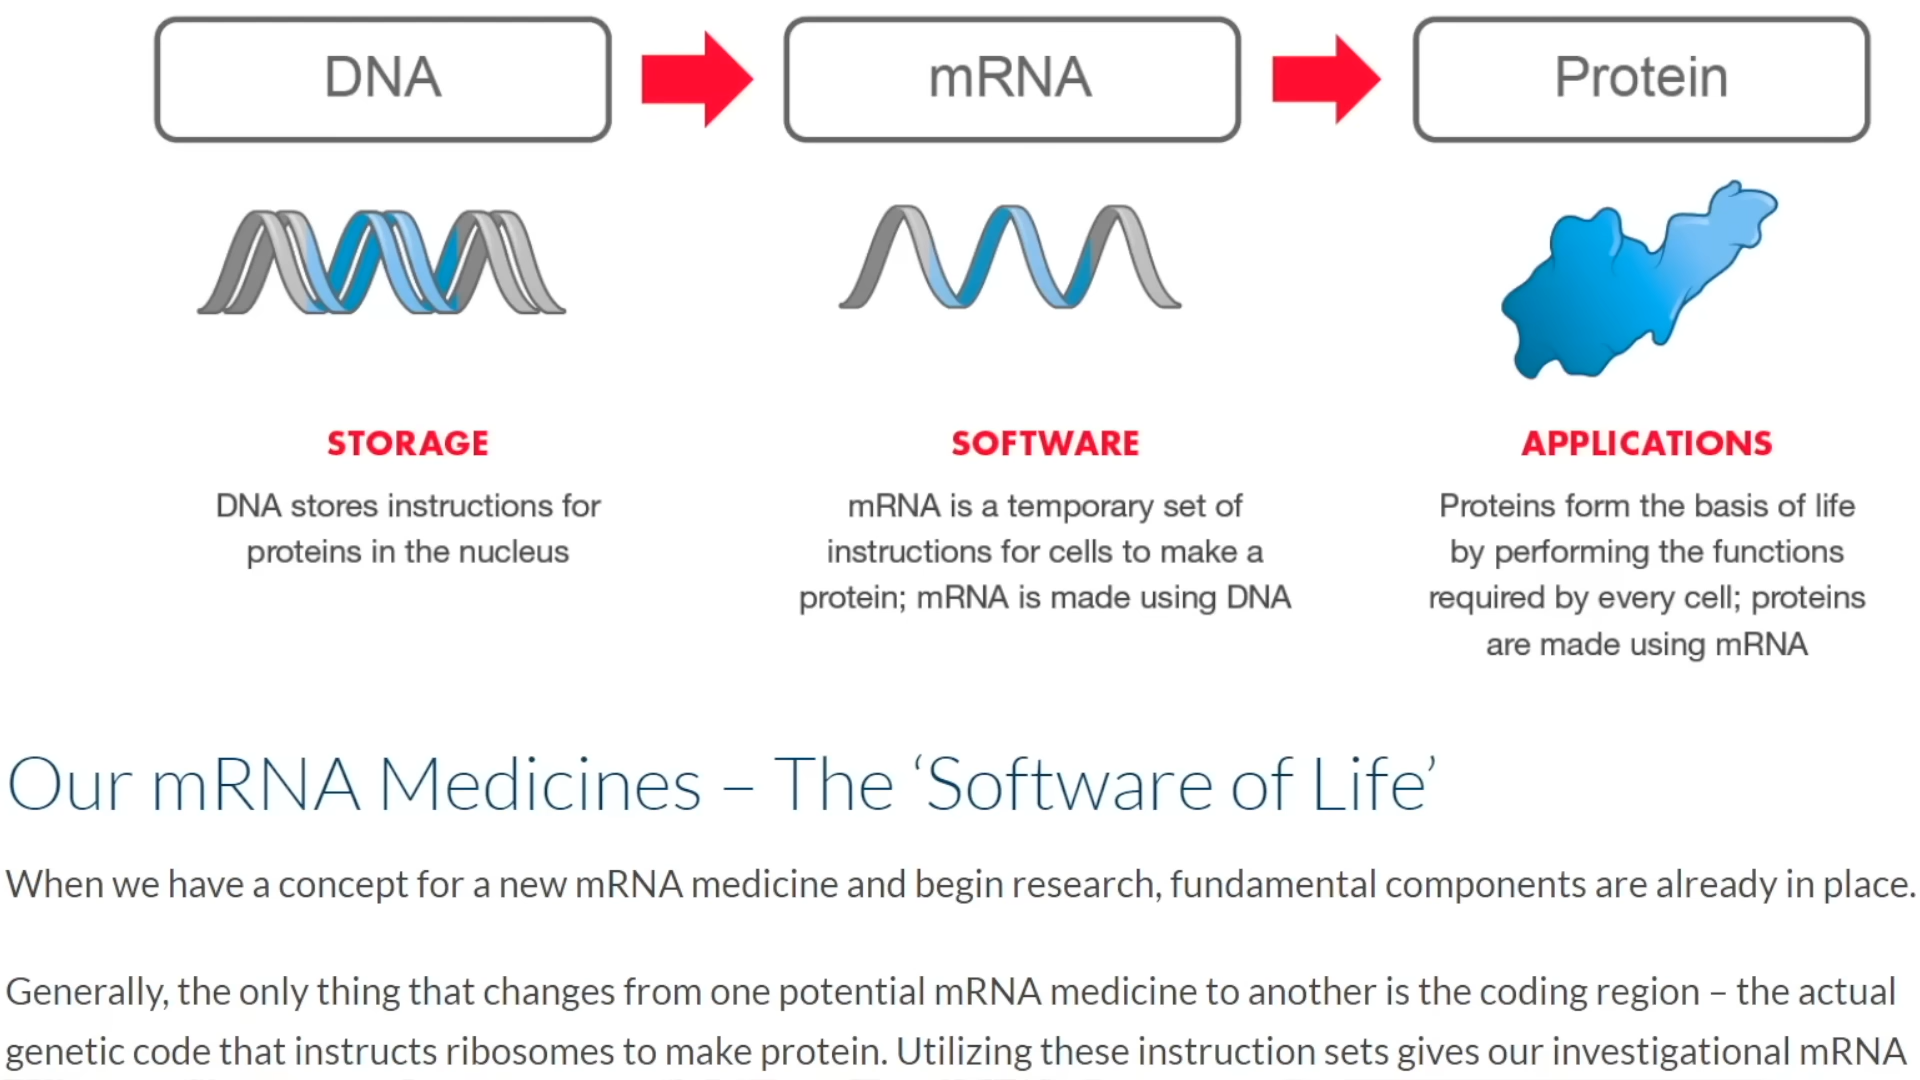 DNA
mRNA
Protein
STORAGE
SOFTWARE
APPLICATIONS
DNA stores instructions for
proteins in the nucleus
mRNA is a temporary set of
instructions for cells to make a
protein; mRNA is made using DNA
Proteins form the basis of life
by performing the functions
required by every cell; proteins
are made using mRNA
Our mRNA Medicines – The ‘Software of Life’
When we have a concept for a new mRNA medicine and begin research, fundamental components are already in place.
Generally, the only thing that changes from one potential mRNA medicine to another is the coding region – the actual
genetic code that instructs ribosomes to make protein. Utilizing these instruction sets gives our investigational mRNA